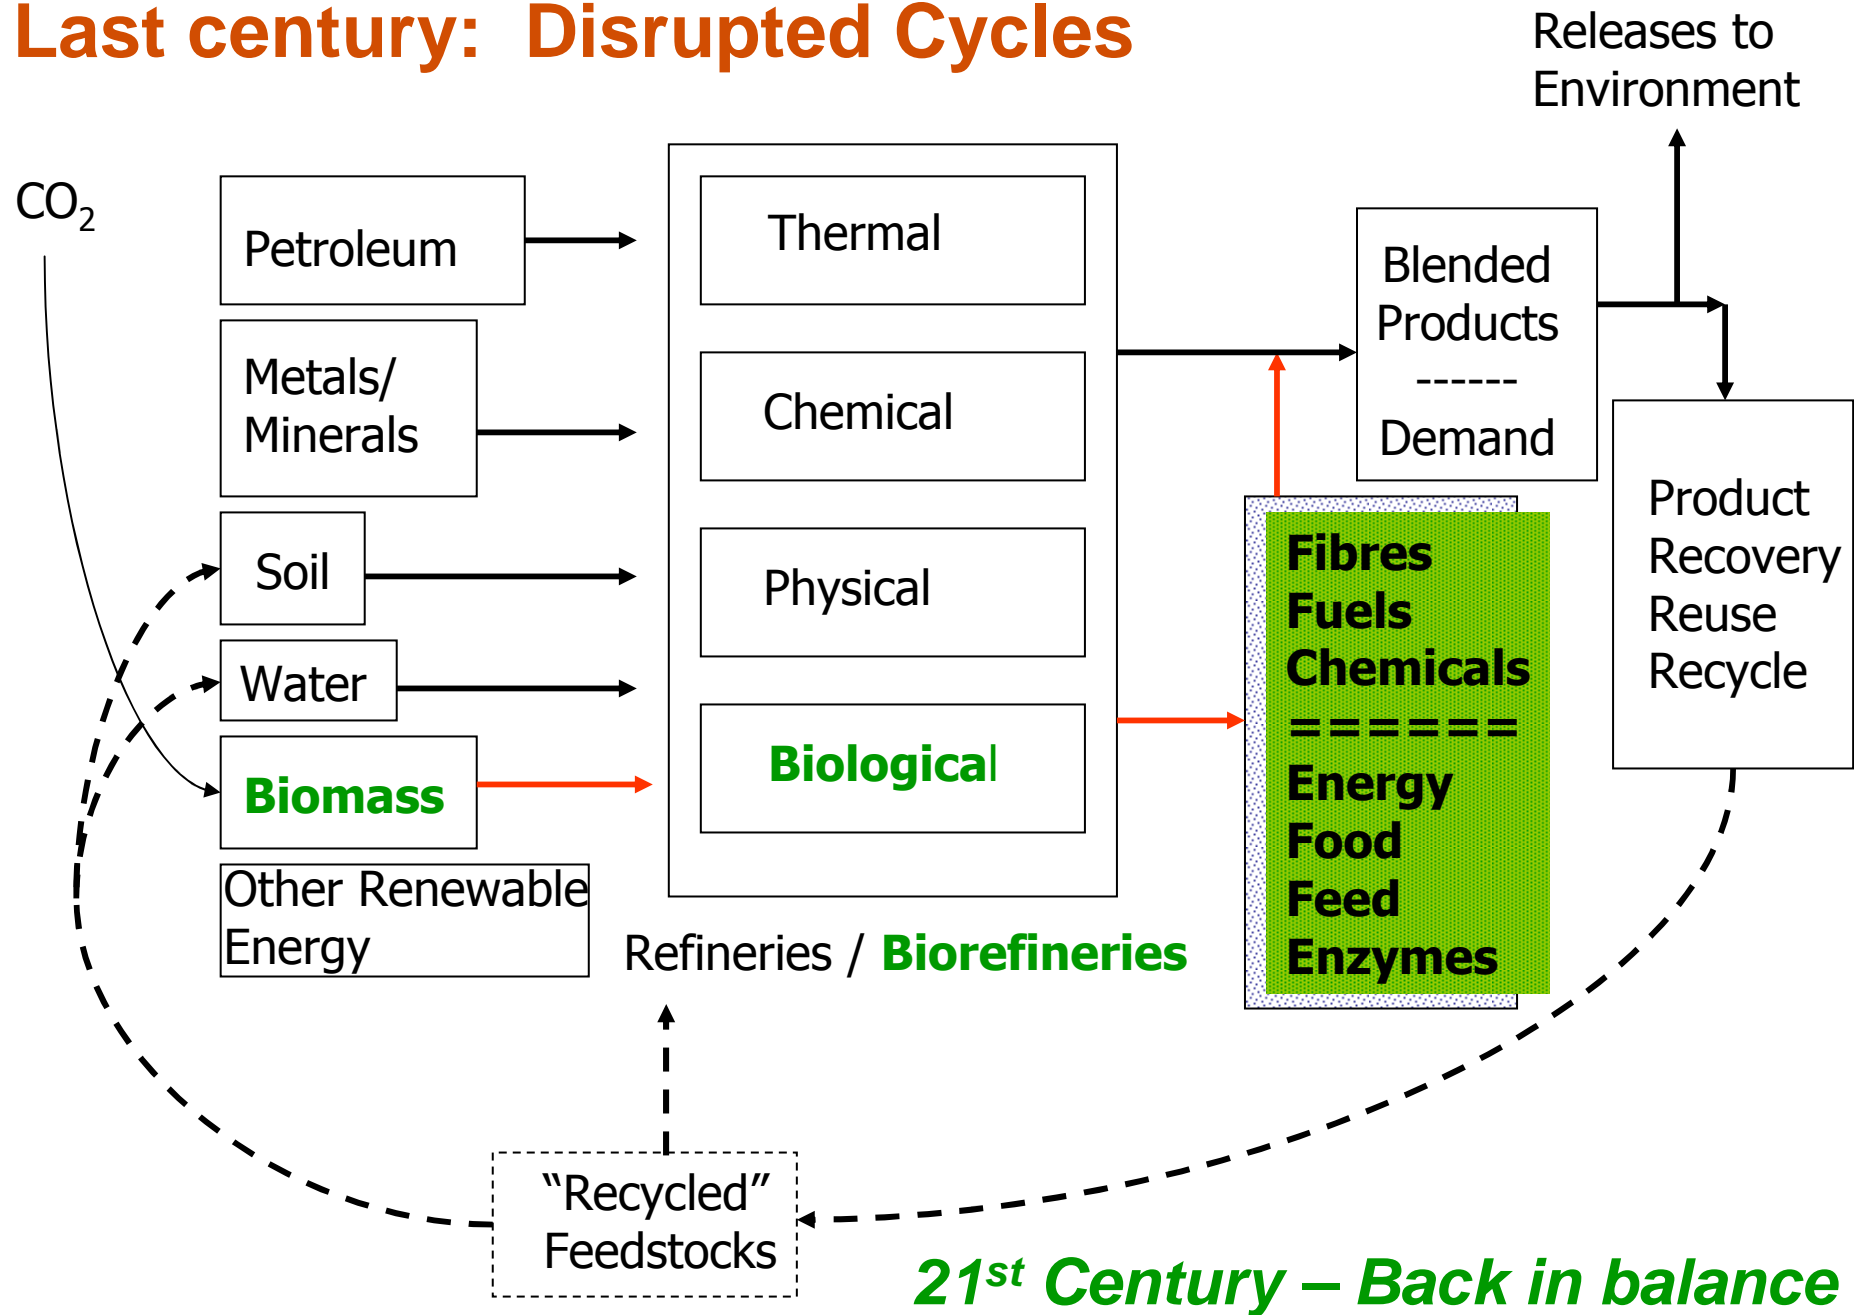 Last century: Disrupted Cycles
Releases to
Environment
CO₂
Petroleum
Metals/
Minerals
Soil
Water
Biomass
Other Renewable
Energy
Thermal
Chemical
Physical
Biological
Refineries / Biorefineries
Blended
Products
------
Demand
Fibres
Fuels
Chemicals
======
Energy
Food
Feed
Enzymes
Product
Recovery
Reuse
Recycle
“Recycled”
Feedstocks
21st Century – Back in balance